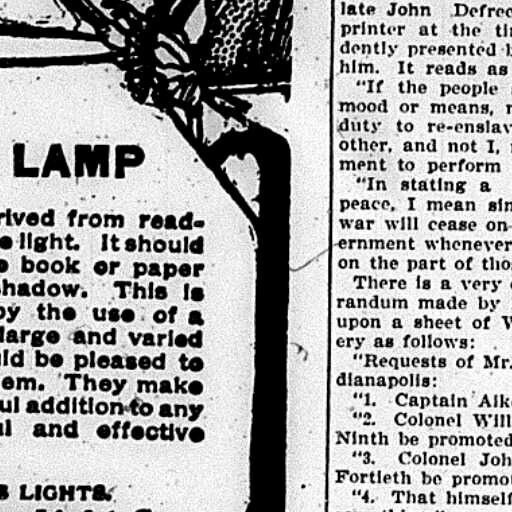 LAMP
rived from read-
light. It should
book or paper
shadow. This is
by the use of a
large and varied
uld be pleased to
em. They make
ul addition to any
and effective
LIGHTS.
late John Defree
printer at the ti
dently presented
him. It reads as
"If the people
mood or means,
duty to re-enslav
other, and not I,
ment to perform
"In stating a
peace, I mean sim
war will cease on
ernment whenever
on the part of tho
There is a very
randum made by
upon a sheet of W
ery as follows:
"Requests of Mr.
dianapolis:
"1. Captain Aik
"2. Colonel Will
Ninth be promoted
"3. Colonel Joh
Fortieth be promo
"4. That himself